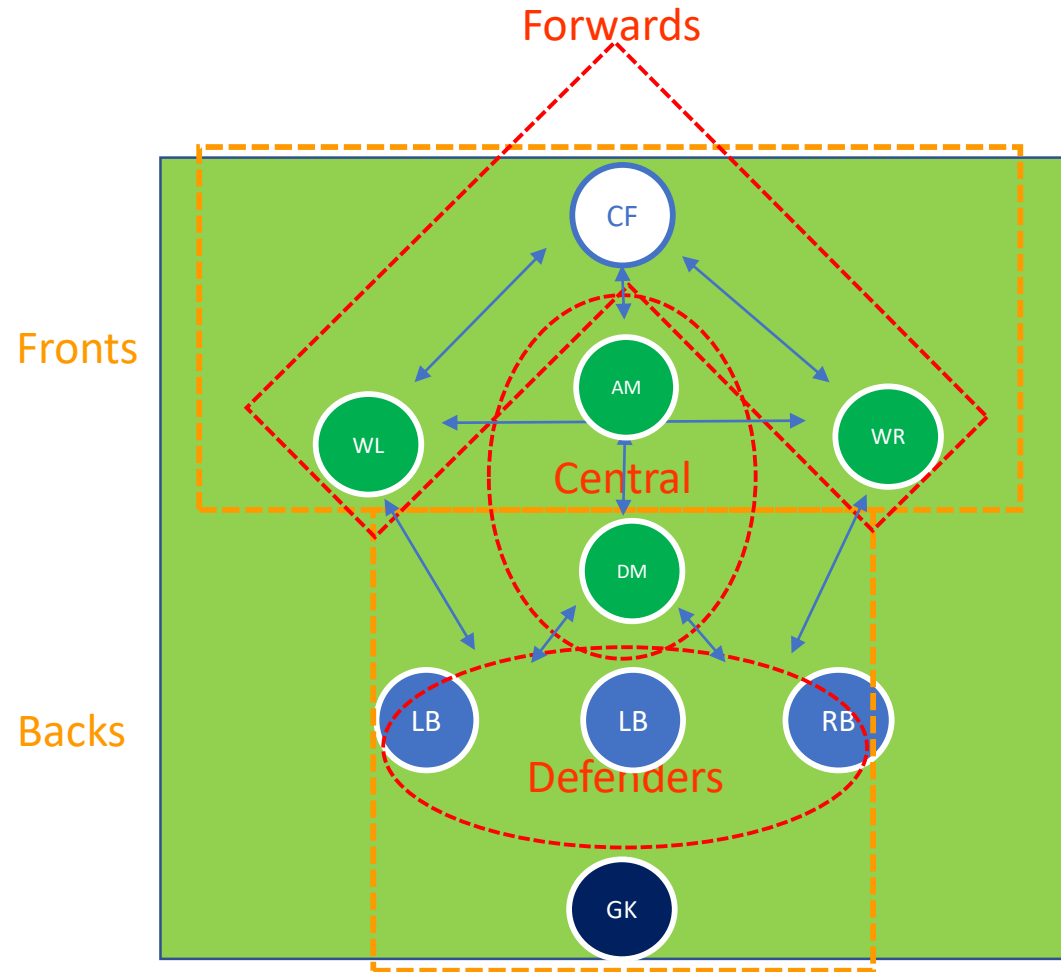 Forwards
CF
Fronts
AM
WL
WR
Central
DM
LB
LB
RB
Backs
Defenders
GK